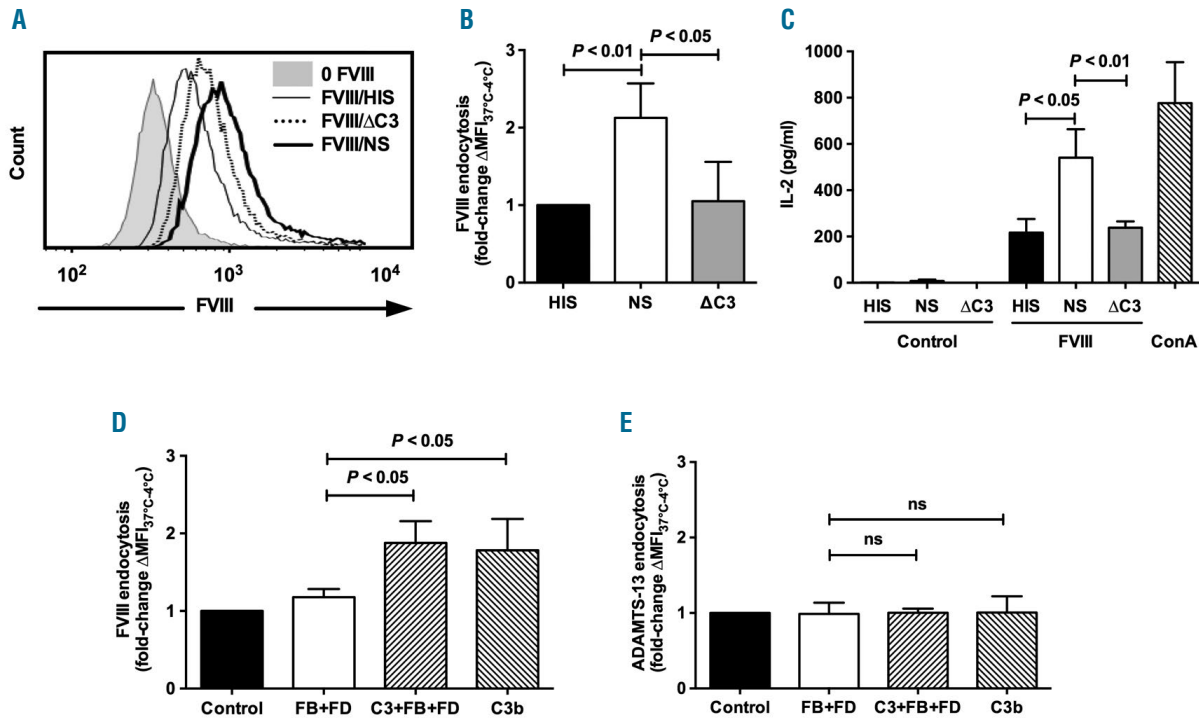 A
Count
0 FVIII
FVIII/HIS
FVIII/ΔC3
FVIII/NS
10² 10³ 10⁴
FVIII
B
FVIII endocytosis
(fold-change ΔMFI37°C-4°C)
3
2
1
0
P < 0.01
P < 0.05
HIS NS ΔC3
C
IL-2 (pg/ml)
1000
800
600
400
200
0
P < 0.01
P < 0.05
HIS NS ΔC3 HIS NS ΔC3
Control FVIII ConA
D
FVIII endocytosis
(fold-change ΔMFI37°C-4°C)
3
2
1
0
P < 0.05
P < 0.05
Control FB+FD C3+FB+FD C3b
E
ADAMTS-13 endocytosis
(fold-change ΔMFI37°C-4°C)
3
2
1
0
ns
ns
Control FB+FD C3+FB+FD C3b